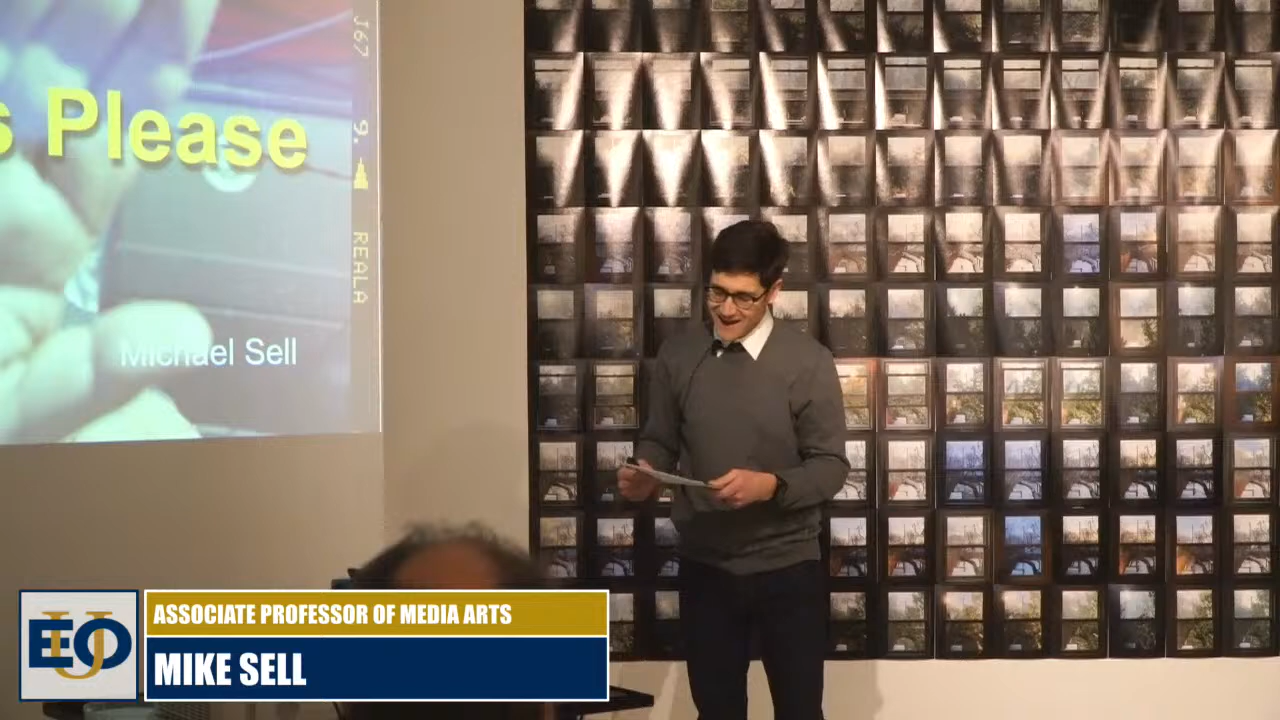 s Please
Michael Sell
J67 9. REALA
EOU
ASSOCIATE PROFESSOR OF MEDIA ARTS
MIKE SELL